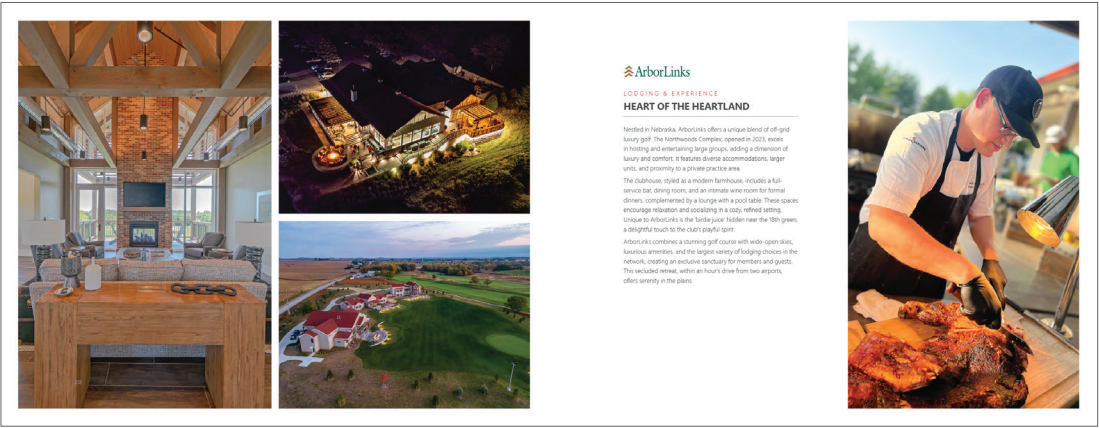 ArborLinks
LODGING & EXPERIENCE
HEART OF THE HEARTLAND
Nestled in Nebraska, ArborLinks offers a unique blend of off-grid
luxury golf. The Northwoods Complex, opened in 2023, excels
in hosting and entertaining large groups, adding a dimension of
luxury and comfort. It features diverse accommodations, larger
units, and proximity to a private practice area.
The clubhouse, styled as a modern farmhouse, includes a full-
service bar, dining room, and an intimate wine room for formal
dinners, complemented by a lounge with a pool table. These spaces
encourage relaxation and socializing in a cozy, refined setting.
Unique to ArborLinks is the 'birdie juice' hidden near the 18th green,
a delightful touch to the club's playful spirit.
ArborLinks combines a stunning golf course with wide-open skies,
luxurious amenities, and the largest variety of lodging choices in the
network, creating an exclusive sanctuary for members and guests.
This secluded retreat, within an hour's drive from two airports,
offers serenity in the plains.